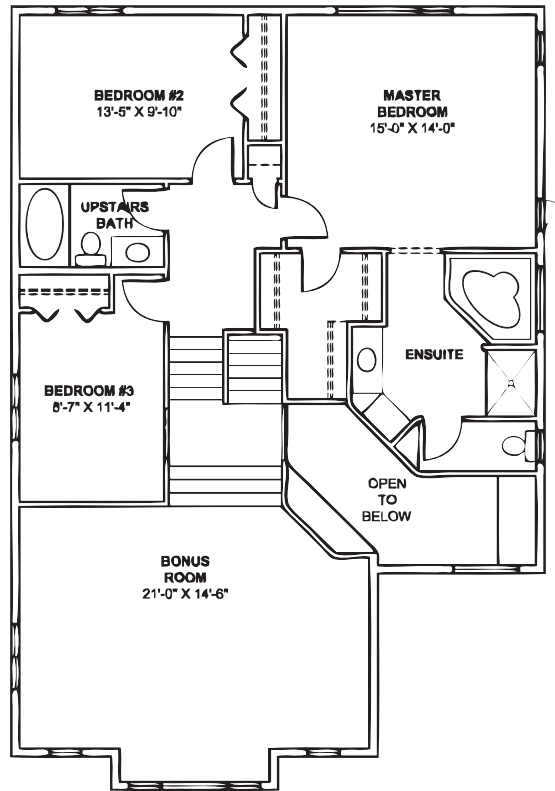 BEDROOM #2
13'-5" X 9'-10"
MASTER
BEDROOM
15'-0" X 14'-0"
UPSTAIRS
BATH
ENSUITE
BEDROOM #3
8'-7" X 11'-4"
OPEN
TO
BELOW
BONUS
ROOM
21'-0" X 14'-6"